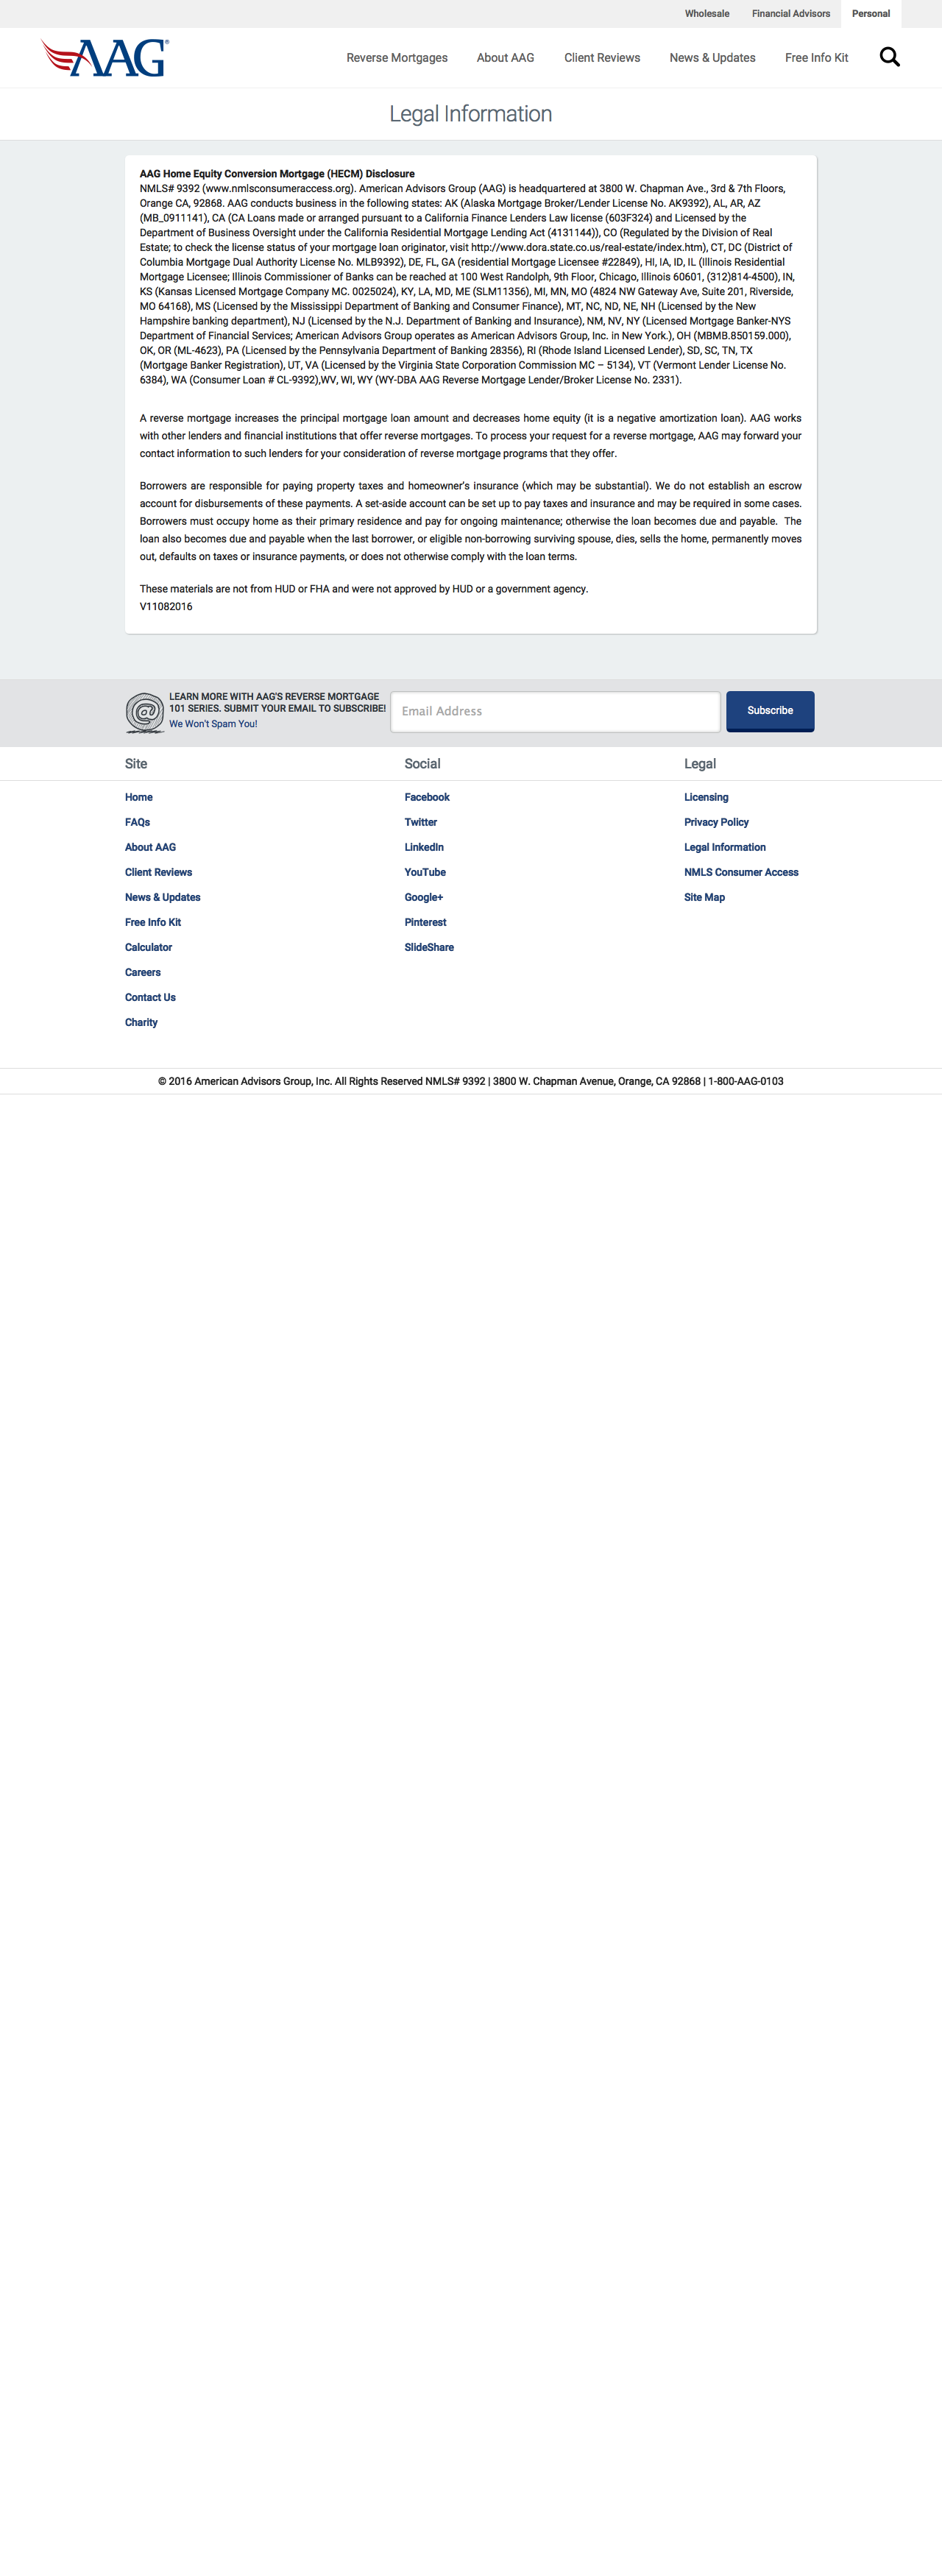 Wholesale Financial Advisors Personal
AAG®
Reverse Mortgages About AAG Client Reviews News & Updates Free Info Kit
Legal Information
AAG Home Equity Conversion Mortgage (HECM) Disclosure
NMLS# 9392 (www.nmlsconsumeraccess.org). American Advisors Group (AAG) is headquartered at 3800 W. Chapman Ave., 3rd & 7th Floors,
Orange CA, 92868. AAG conducts business in the following states: AK (Alaska Mortgage Broker/Lender License No. AK9392), AL, AR, AZ
(MB_0911141), CA (CA Loans made or arranged pursuant to a California Finance Lenders Law license (603F324) and Licensed by the
Department of Business Oversight under the California Residential Mortgage Lending Act (4131144)), CO (Regulated by the Division of Real
Estate; to check the license status of your mortgage loan originator, visit http://www.dora.state.co.us/real-estate/index.htm), CT, DC (District of
Columbia Mortgage Dual Authority License No. MLB9392), DE, FL, GA (residential Mortgage Licensee #22849), HI, IA, ID, IL (Illinois Residential
Mortgage Licensee; Illinois Commissioner of Banks can be reached at 100 West Randolph, 9th Floor, Chicago, Illinois 60601, (312)814-4500), IN,
KS (Kansas Licensed Mortgage Company MC. 0025024), KY, LA, MD, ME (SLM11356), MI, MN, MO (4824 NW Gateway Ave, Suite 201, Riverside,
MO 64168), MS (Licensed by the Mississippi Department of Banking and Consumer Finance), MT, NC, ND, NE, NH (Licensed by the New
Hampshire banking department), NJ (Licensed by the N.J. Department of Banking and Insurance), NM, NV, NY (Licensed Mortgage Banker-NYS
Department of Financial Services; American Advisors Group operates as American Advisors Group, Inc. in New York.), OH (MBMB.850159.000),
OK, OR (ML-4623), PA (Licensed by the Pennsylvania Department of Banking 28356), RI (Rhode Island Licensed Lender), SD, SC, TN, TX
(Mortgage Banker Registration), UT, VA (Licensed by the Virginia State Corporation Commission MC – 5134), VT (Vermont Lender License No.
6384), WA (Consumer Loan # CL-9392),WV, WI, WY (WY-DBA AAG Reverse Mortgage Lender/Broker License No. 2331).
A reverse mortgage increases the principal mortgage loan amount and decreases home equity (it is a negative amortization loan). AAG works
with other lenders and financial institutions that offer reverse mortgages. To process your request for a reverse mortgage, AAG may forward your
contact information to such lenders for your consideration of reverse mortgage programs that they offer.
Borrowers are responsible for paying property taxes and homeowner's insurance (which may be substantial). We do not establish an escrow
account for disbursements of these payments. A set-aside account can be set up to pay taxes and insurance and may be required in some cases.
Borrowers must occupy home as their primary residence and pay for ongoing maintenance; otherwise the loan becomes due and payable. The
loan also becomes due and payable when the last borrower, or eligible non-borrowing surviving spouse, dies, sells the home, permanently moves
out, defaults on taxes or insurance payments, or does not otherwise comply with the loan terms.
These materials are not from HUD or FHA and were not approved by HUD or a government agency.
V11082016
LEARN MORE WITH AAG'S REVERSE MORTGAGE
101 SERIES. SUBMIT YOUR EMAIL TO SUBSCRIBE!
We Won't Spam You!
Email Address
Subscribe
Site
Home
FAQs
About AAG
Client Reviews
News & Updates
Free Info Kit
Calculator
Careers
Contact Us
Charity
Social
Facebook
Twitter
LinkedIn
YouTube
Google+
Pinterest
SlideShare
Legal
Licensing
Privacy Policy
Legal Information
NMLS Consumer Access
Site Map
© 2016 American Advisors Group, Inc. All Rights Reserved NMLS# 9392 | 3800 W. Chapman Avenue, Orange, CA 92868 | 1-800-AAG-0103